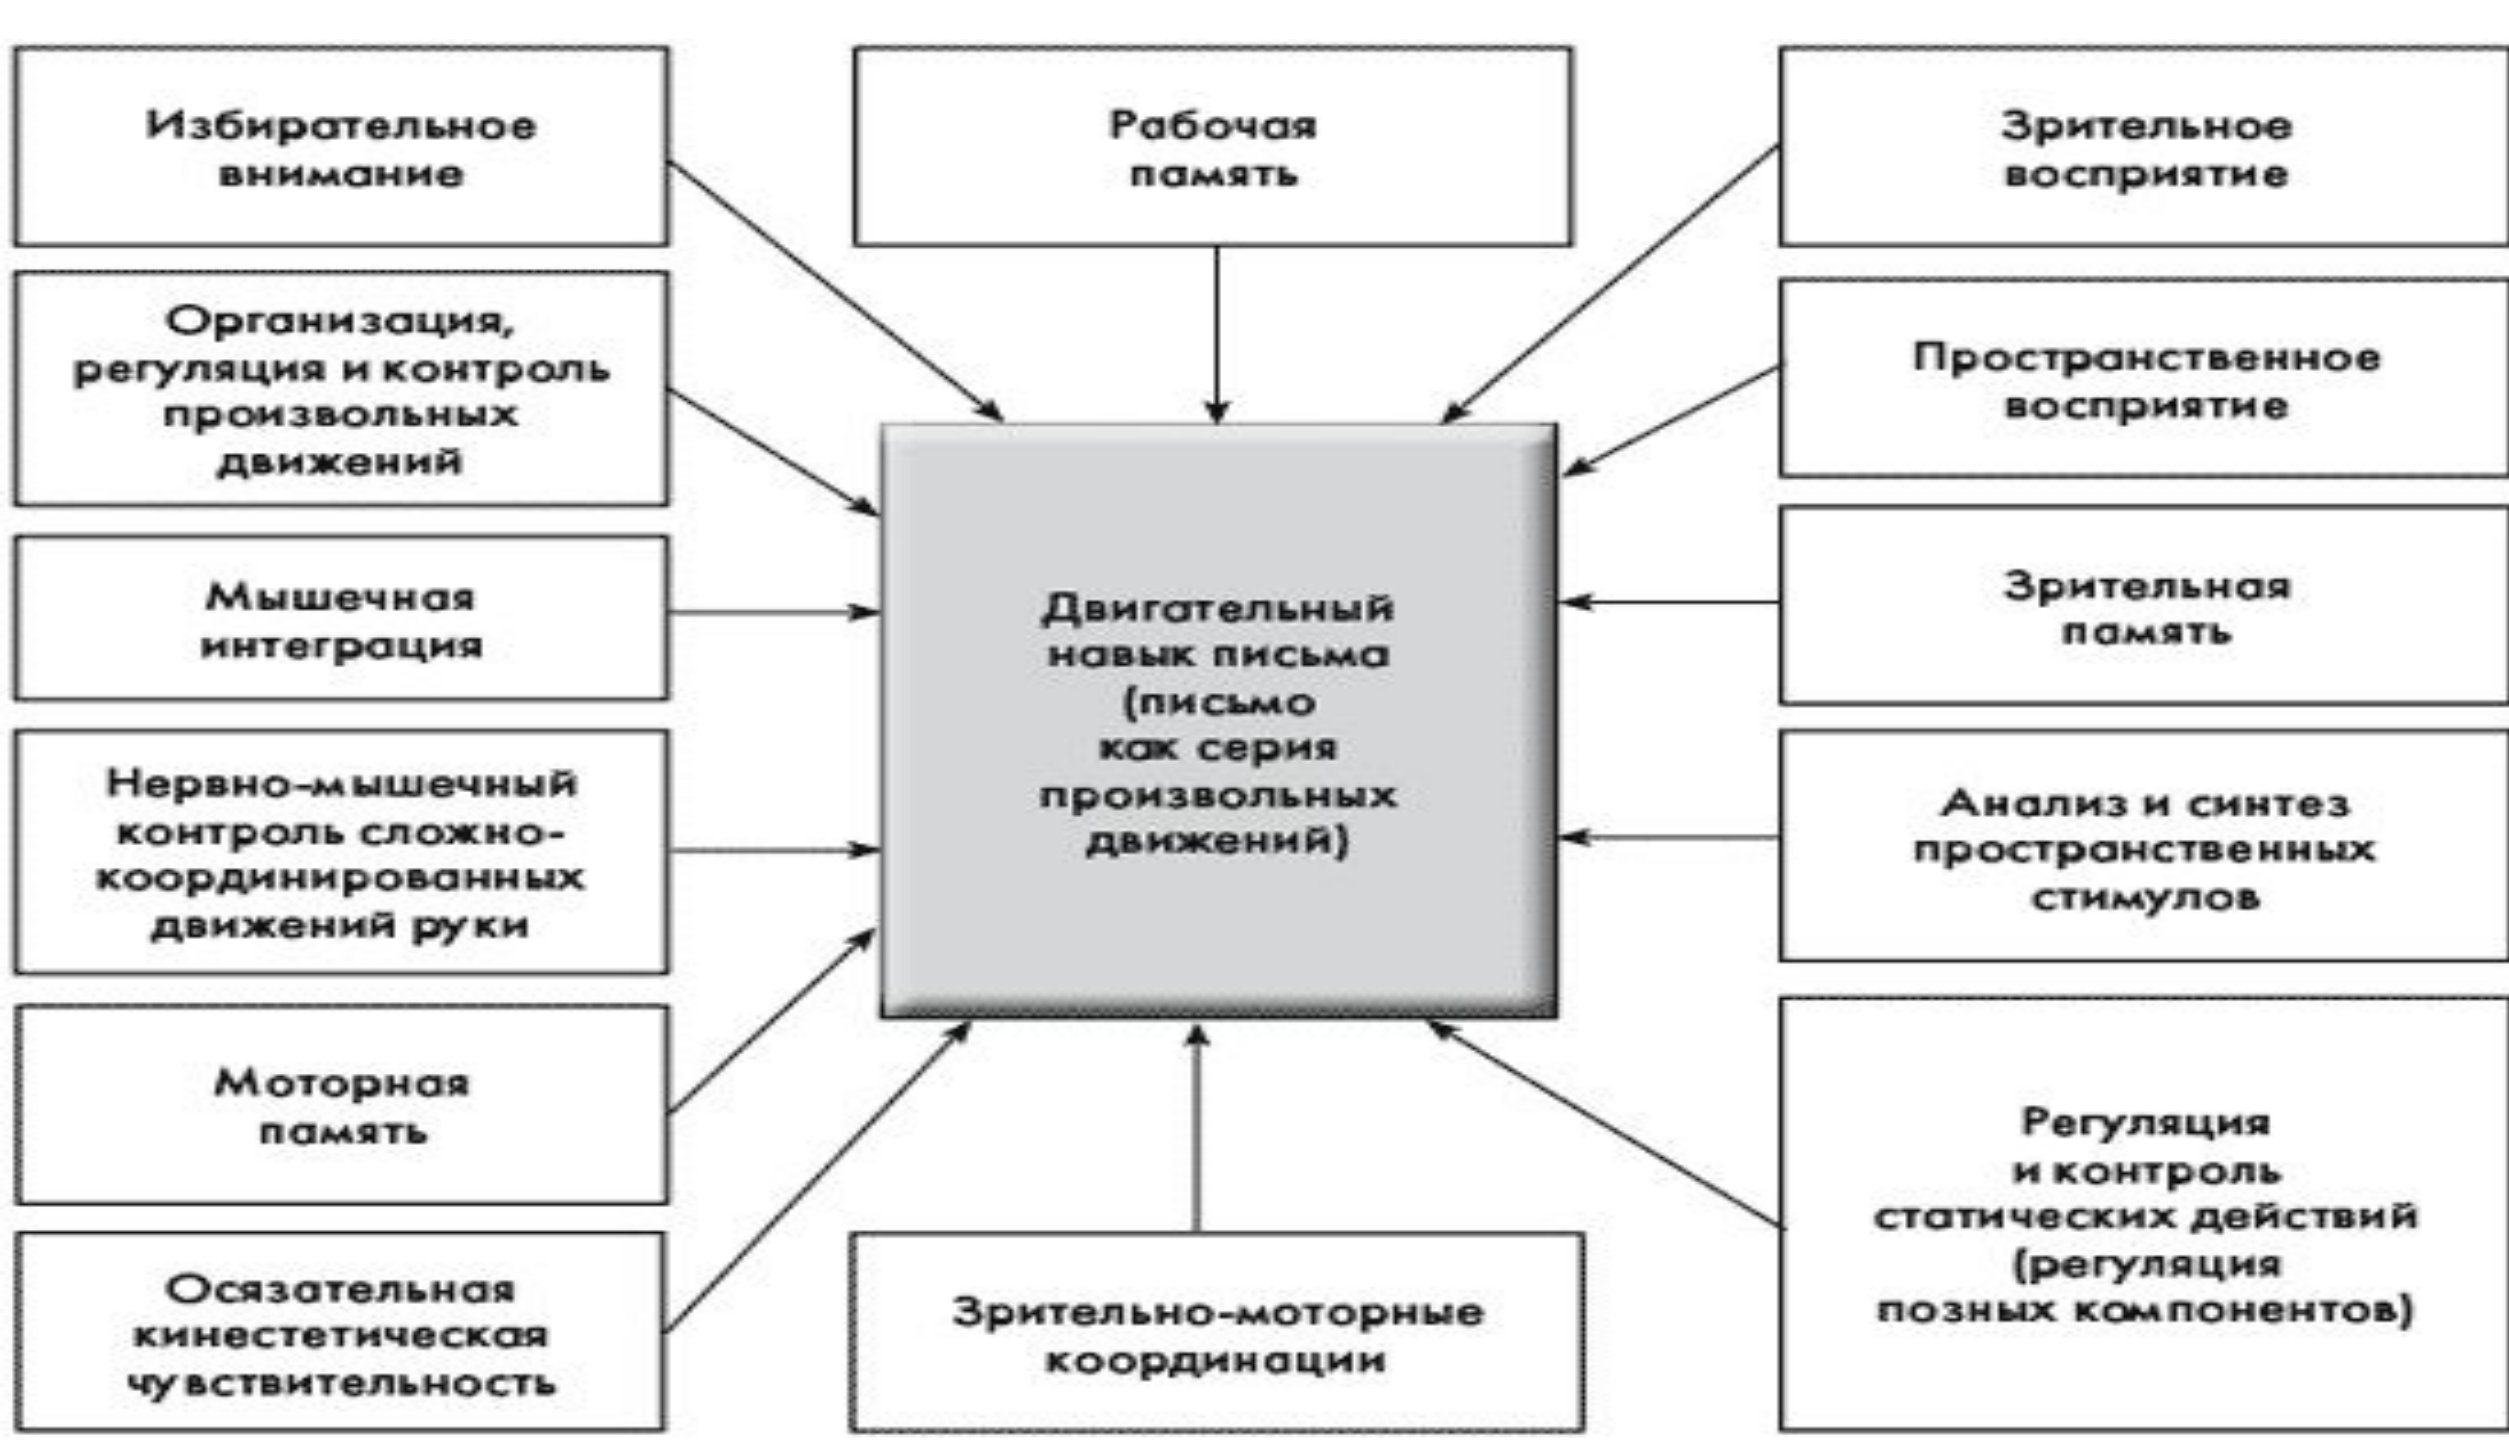 Избирательное
внимание
Рабочая
память
Зрительное
восприятие
Организация,
регуляция и контроль
произвольных
движений
Пространственное
восприятие
Мышечная
интеграция
Двигательный
навык письма
(письмо
как серия
произвольных
движений)
Зрительная
память
Нервно-мышечный
контроль сложно-
координированных
движений руки
Анализ и синтез
пространственных
стимулов
Моторная
память
Регуляция
и контроль
статических действий
(регуляция
позных компонентов)
Осязательная
кинестетическая
чувствительность
Зрительно-моторные
координации